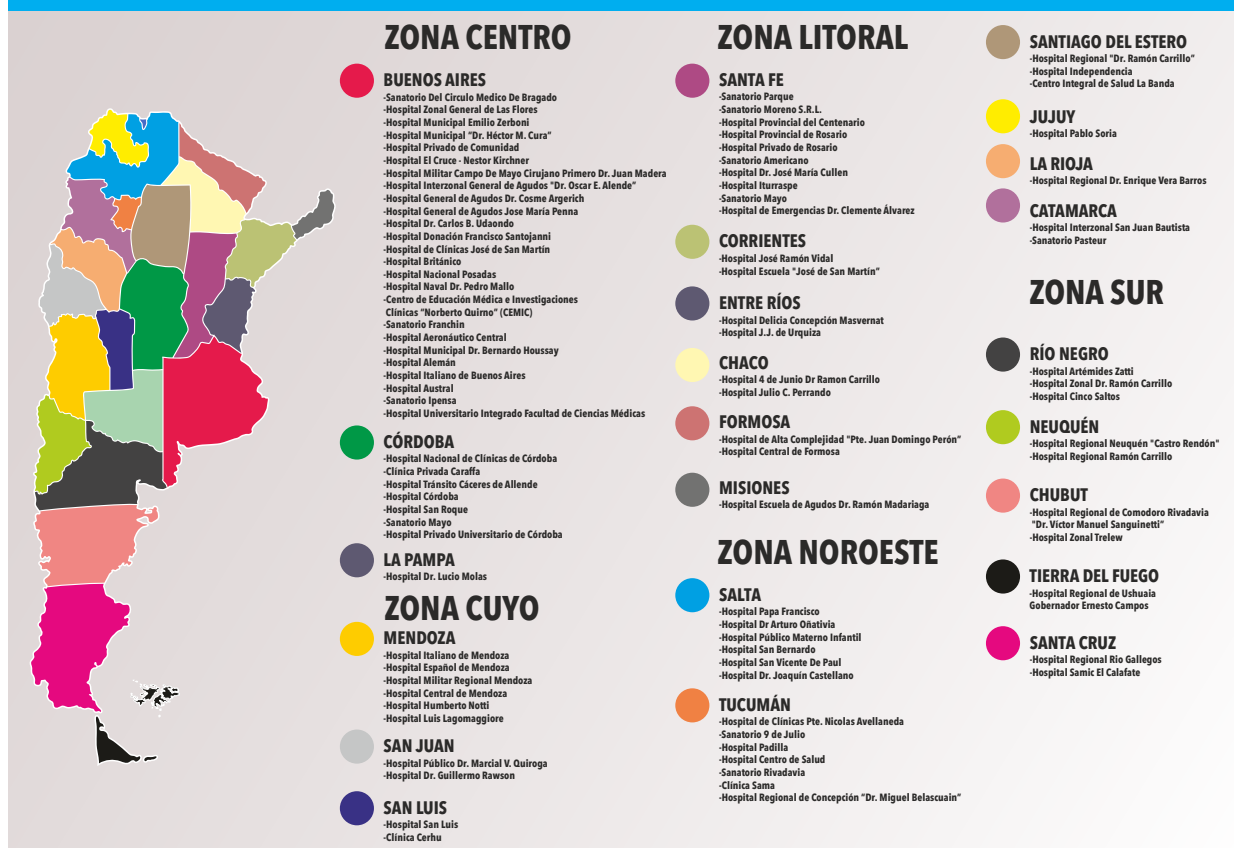 ZONA CENTRO
BUENOS AIRES
-Sanatorio Del Circulo Medico De Bragado
-Hospital Zonal General de Las Flores
-Hospital Municipal Emilio Zerboni
-Hospital Municipal “Dr. Héctor M. Cura”
-Hospital Privado de Comunidad
-Hospital El Cruce - Nestor Kirchner
-Hospital Militar Campo De Mayo Cirujano Primero Dr. Juan Madera
-Hospital Interzonal General de Agudos "Dr. Oscar E. Alende”
-Hospital General de Agudos Dr. Cosme Argerich
-Hospital General de Agudos Jose María Penna
-Hospital Dr. Carlos B. Udaondo
-Hospital Donación Francisco Santojanni
-Hospital de Clínicas José de San Martín
-Hospital Británico
-Hospital Nacional Posadas
-Hospital Naval Dr. Pedro Mallo
-Centro de Educación Médica e Investigaciones
Clínicas “Norberto Quirno” (CEMIC)
-Sanatorio Franchin
-Hospital Aeronáutico Central
-Hospital Municipal Dr. Bernardo Houssay
-Hospital Alemán
-Hospital Italiano de Buenos Aires
-Hospital Austral
-Sanatorio Ipensa
-Hospital Universitario Integrado Facultad de Ciencias Médicas
CÓRDOBA
-Hospital Nacional de Clínicas de Córdoba
-Clínica Privada Caraffa
-Hospital Tránsito Cáceres de Allende
-Hospital Córdoba
-Hospital San Roque
-Sanatorio Mayo
-Hospital Privado Universitario de Córdoba
LA PAMPA
-Hospital Dr. Lucio Molas
ZONA CUYO
MENDOZA
-Hospital Italiano de Mendoza
-Hospital Español de Mendoza
-Hospital Militar Regional Mendoza
-Hospital Central de Mendoza
-Hospital Humberto Notti
-Hospital Luis Lagomaggiore
SAN JUAN
-Hospital Público Dr. Marcial V. Quiroga
-Hospital Dr. Guillermo Rawson
SAN LUIS
-Hospital San Luis
-Clínica Cerhu
ZONA LITORAL
SANTA FE
-Sanatorio Parque
-Sanatorio Moreno S.R.L.
-Hospital Provincial del Centenario
-Hospital Provincial de Rosario
-Hospital Privado de Rosario
-Sanatorio Americano
-Hospital Dr. José María Cullen
-Hospital Iturraspe
-Sanatorio Mayo
-Hospital de Emergencias Dr. Clemente Álvarez
CORRIENTES
-Hospital José Ramón Vidal
-Hospital Escuela "José de San Martín”
ENTRE RÍOS
-Hospital Delicia Concepción Masvernat
-Hospital J.J. de Urquiza
CHACO
-Hospital 4 de Junio Dr Ramon Carrillo
-Hospital Julio C. Perrando
FORMOSA
-Hospital de Alta Complejidad "Pte. Juan Domingo Perón”
-Hospital Central de Formosa
MISIONES
-Hospital Escuela de Agudos Dr. Ramón Madariaga
ZONA NOROESTE
SALTA
-Hospital Papa Francisco
-Hospital Dr Arturo Oñativia
-Hospital Público Materno Infantil
-Hospital San Bernardo
-Hospital San Vicente De Paul
-Hospital Dr. Joaquín Castellano
TUCUMÁN
-Hospital de Clínicas Pte. Nicolas Avellaneda
-Sanatorio 9 de Julio
-Hospital Padilla
-Hospital Centro de Salud
-Sanatorio Rivadavia
-Clínica Sama
-Hospital Regional de Concepción “Dr. Miguel Belascuain”
SANTIAGO DEL ESTERO
-Hospital Regional "Dr. Ramón Carrillo”
-Hospital Independencia
-Centro Integral de Salud La Banda
JUJUY
-Hospital Pablo Soria
LA RIOJA
-Hospital Regional Dr. Enrique Vera Barros
CATAMARCA
-Hospital Interzonal San Juan Bautista
-Sanatorio Pasteur
ZONA SUR
RÍO NEGRO
-Hospital Artémides Zatti
-Hospital Zonal Dr. Ramón Carrillo
-Hospital Cinco Saltos
NEUQUÉN
-Hospital Regional Neuquén "Castro Rendón"
-Hospital Regional Ramón Carrillo
CHUBUT
-Hospital Regional de Comodoro Rivadavia
"Dr. Víctor Manuel Sanguinetti”
-Hospital Zonal Trelew
TIERRA DEL FUEGO
-Hospital Regional de Ushuaia
Gobernador Ernesto Campos
SANTA CRUZ
-Hospital Regional Rio Gallegos
-Hospital Samic El Calafate